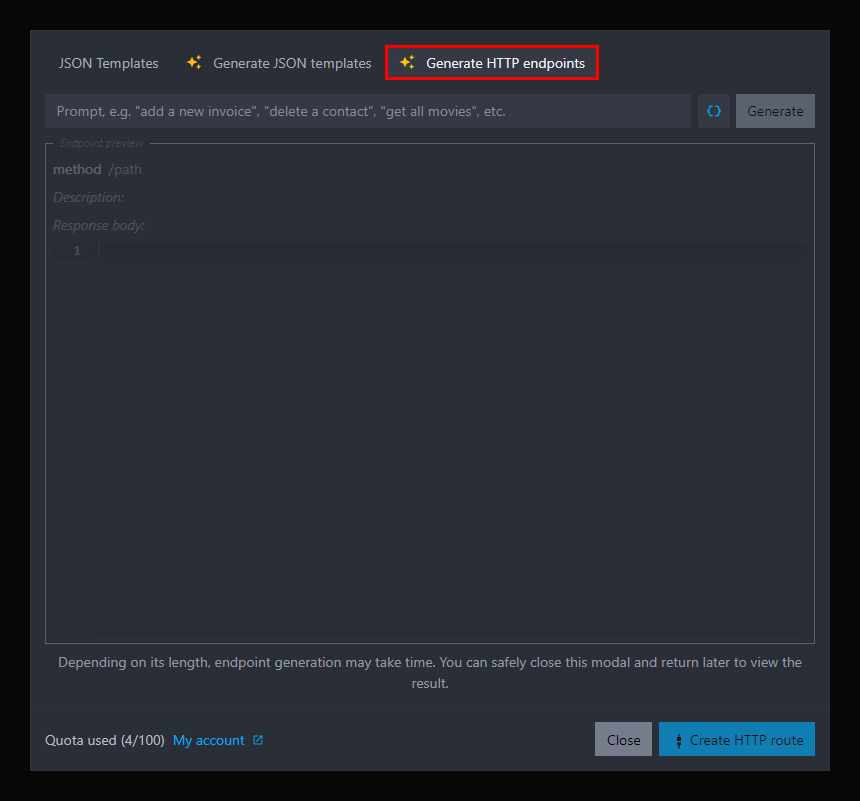 JSON Templates
Generate JSON templates
Generate HTTP endpoints
Prompt, e.g. "add a new invoice", "delete a contact", "get all movies", etc.
{}
Generate
Endpoint preview
method /path
Description:
Response body:
1
Depending on its length, endpoint generation may take time. You can safely close this modal and return later to view the
result.
Quota used (4/100) My account
Close
Create HTTP route